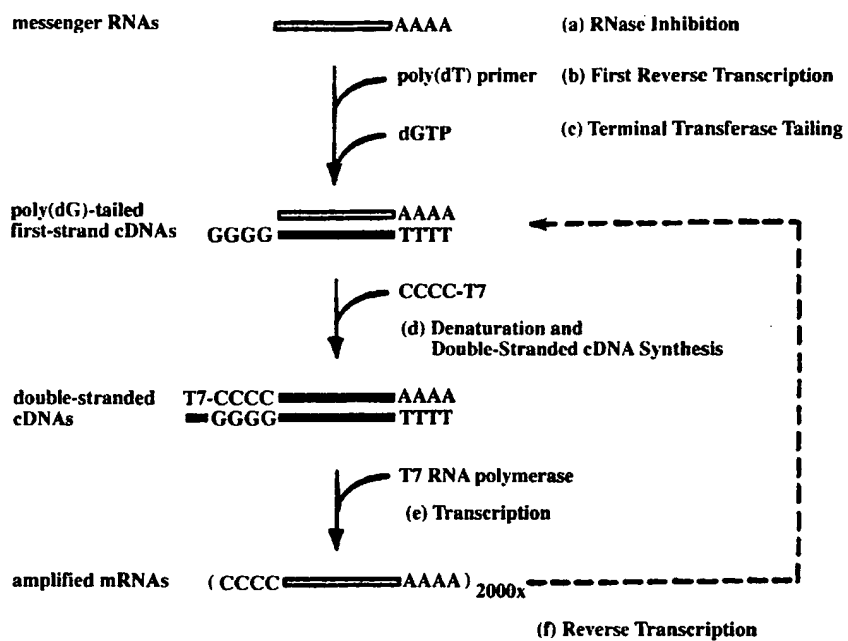 messenger RNAs
AAAA
(a) RNase Inhibition
poly(dT) primer
(b) First Reverse Transcription
dGTP
(c) Terminal Transferase Tailing
poly(dG)-tailed
first-strand cDNAs
AAAA
GGGG TTTT
CCCC-T7
(d) Denaturation and
Double-Stranded cDNA Synthesis
double-stranded
cDNAs
T7-CCCC AAAA
GGGG TTTT
T7 RNA polymerase
(e) Transcription
amplified mRNAs
( CCCC AAAA ) 2000x
(f) Reverse Transcription